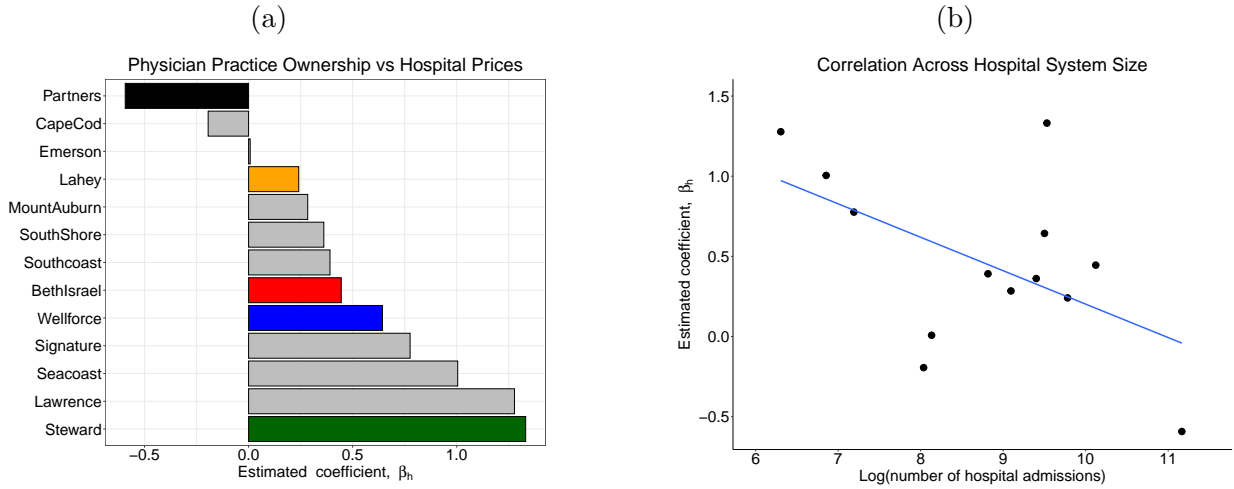 (a)
Physician Practice Ownership vs Hospital Prices
Partners
CapeCod
Emerson
Lahey
MountAuburn
SouthShore
Southcoast
BethIsrael
Wellforce
Signature
Seacoast
Lawrence
Steward
−0.5 0.0 0.5 1.0
Estimated coefficient, βh
(b)
Correlation Across Hospital System Size
Estimated coefficient, βh
1.5
1.0
0.5
0.0
−0.5
6 7 8 9 10 11
Log(number of hospital admissions)